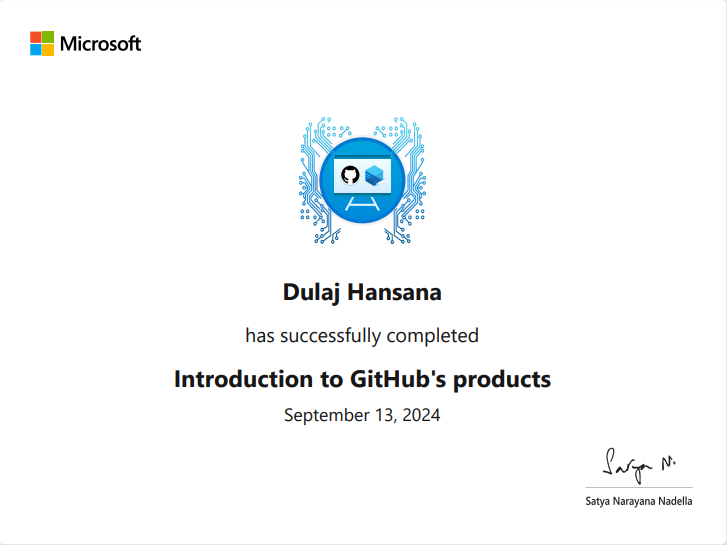 Microsoft
Dulaj Hansana
has successfully completed
Introduction to GitHub's products
September 13, 2024
Satya N.
Satya Narayana Nadella